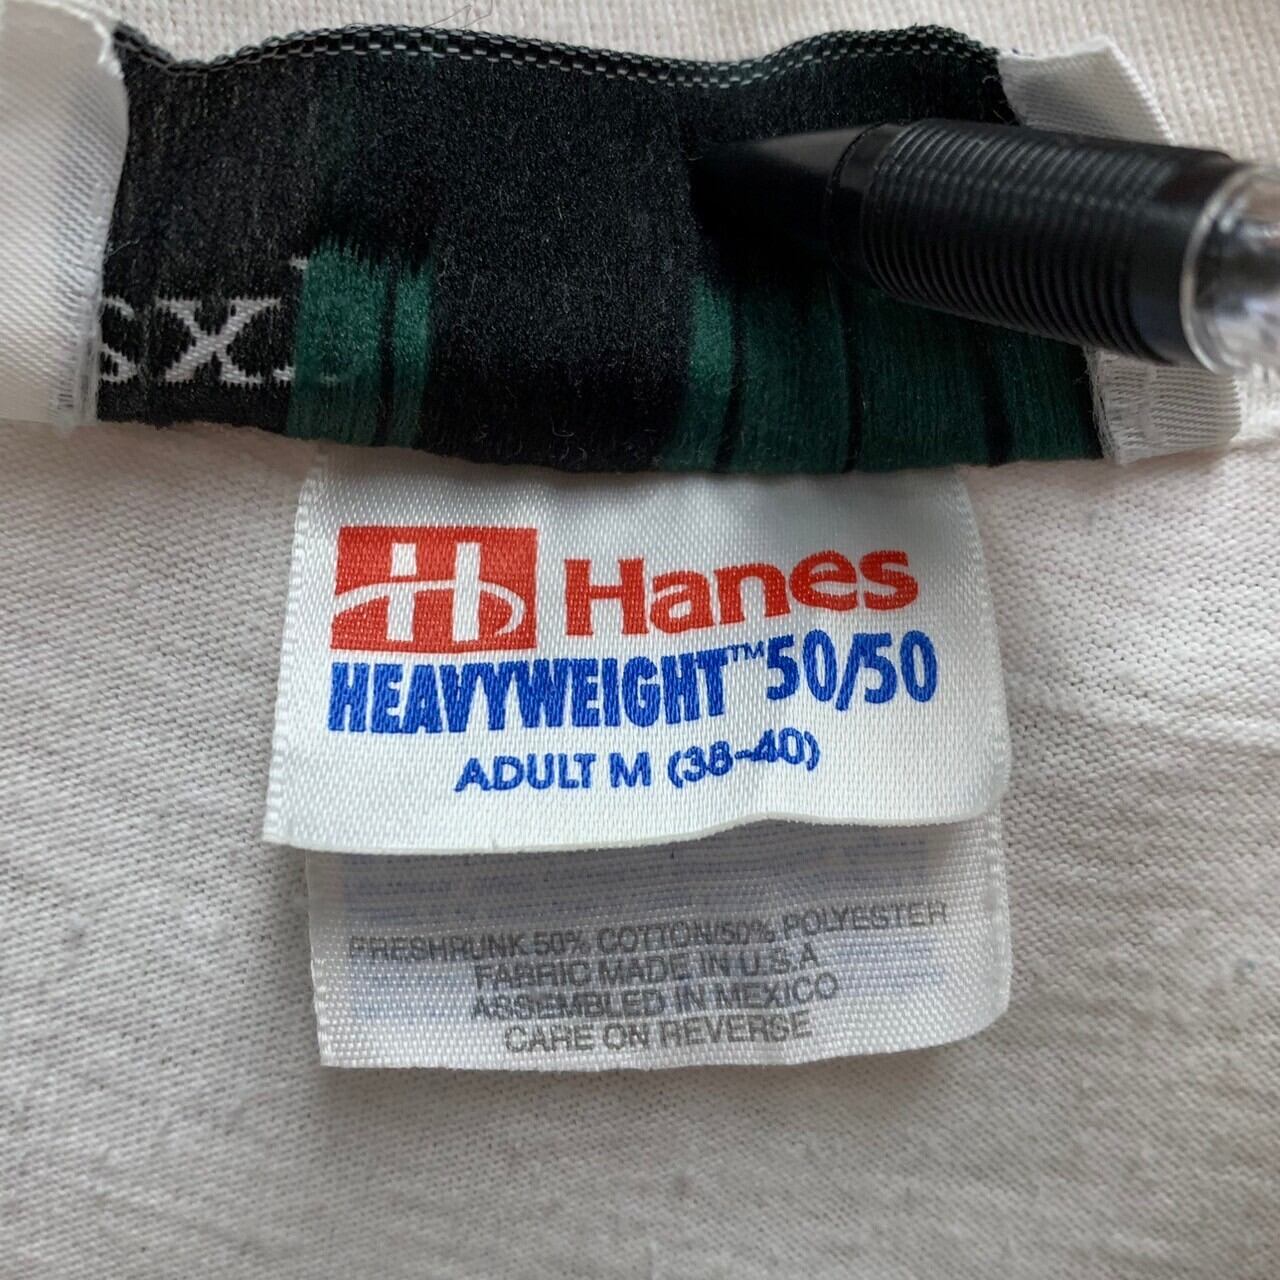 Hanes
HEAVYWEIGHT™ 50/50
ADULT M (38-40)
PRESHRUNK 50% COTTON/50% POLYESTER
FABRIC MADE IN U.S.A
ASSEMBLED IN MEXICO
CARE ON REVERSE